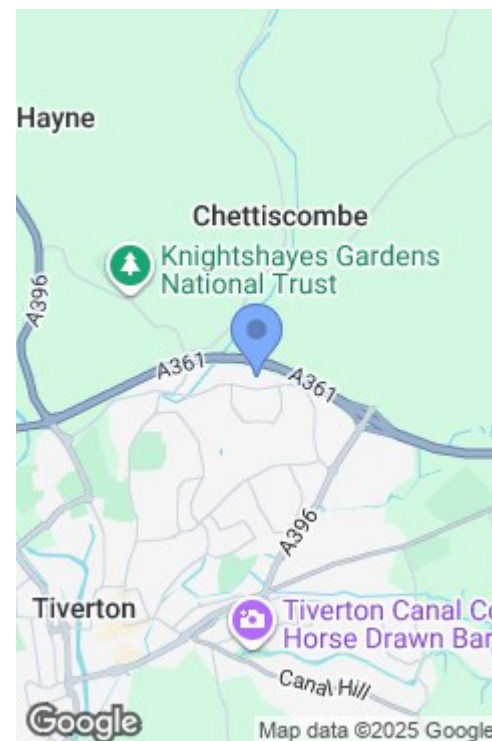 Hayne
Chettiscombe
Knightshayes Gardens
National Trust
A396
A361
A361
A396
Tiverton
Tiverton Canal Co
Horse Drawn Bar
Canal Hill
Google
Map data ©2025 Google